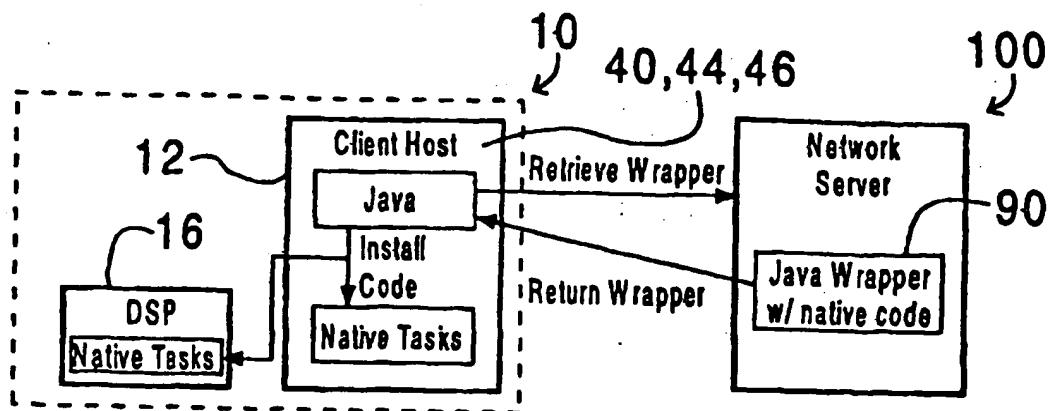 10
40,44,46
100
12
Client Host
Network
Server
Retrieve Wrapper
Java
90
16
Install
Code
Return Wrapper
Java Wrapper
w/ native code
DSP
Native Tasks
Native Tasks